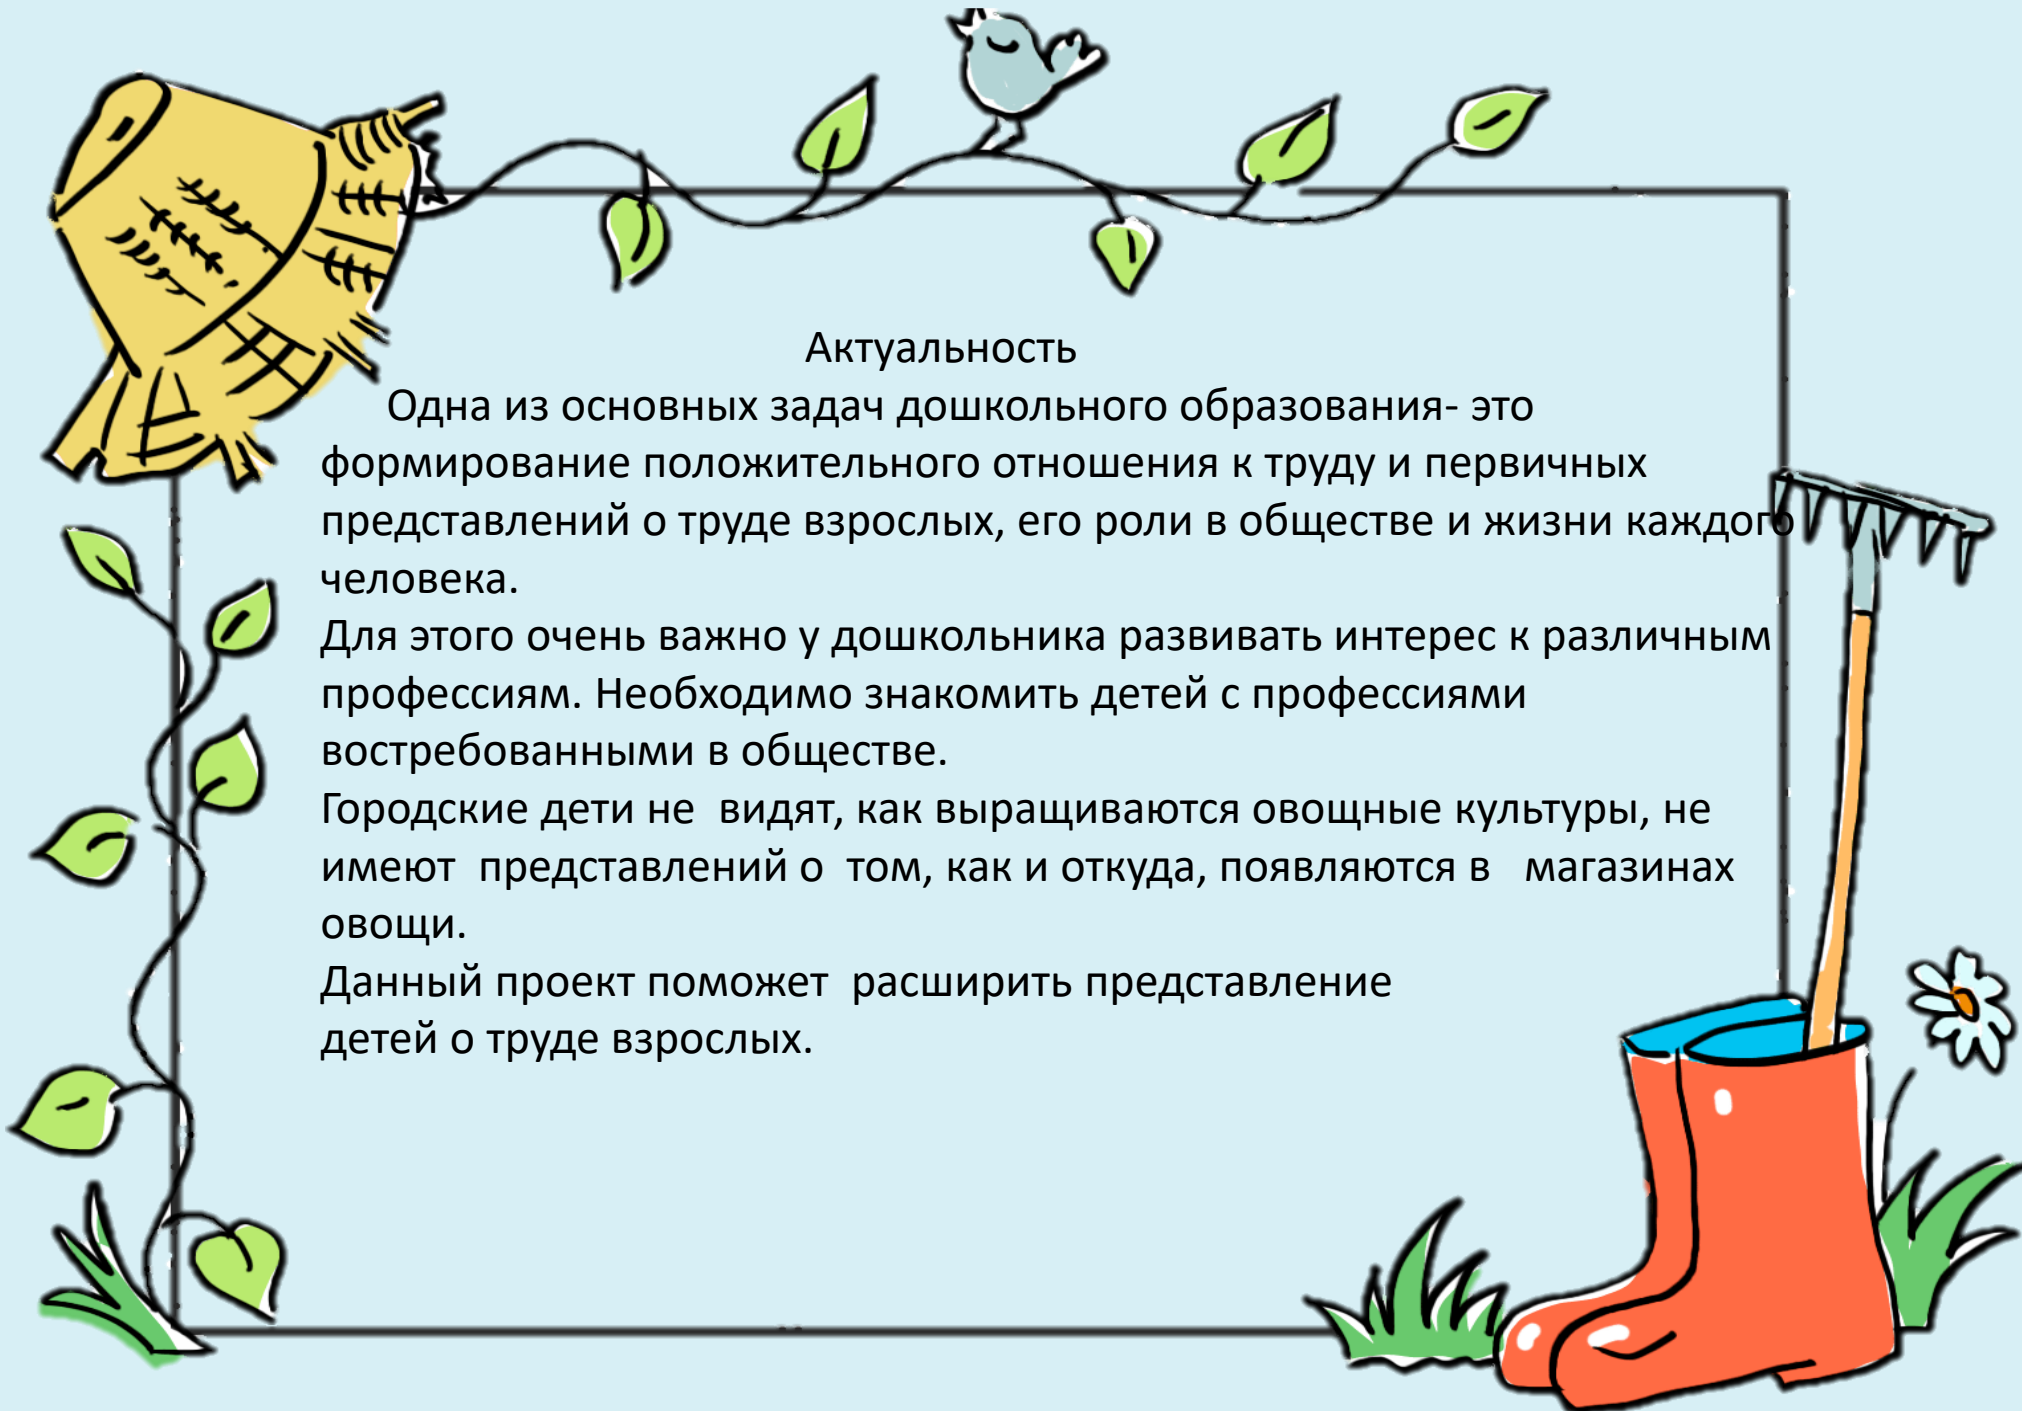 Актуальность
Одна из основных задач дошкольного образования- это
формирование положительного отношения к труду и первичных
представлений о труде взрослых, его роли в обществе и жизни каждого
человека.
Для этого очень важно у дошкольника развивать интерес к различным
профессиям. Необходимо знакомить детей с профессиями
востребованными в обществе.
Городские дети не  видят, как выращиваются овощные культуры, не
имеют  представлений о  том, как и откуда, появляются в   магазинах
овощи.
Данный проект поможет  расширить представление
детей о труде взрослых.